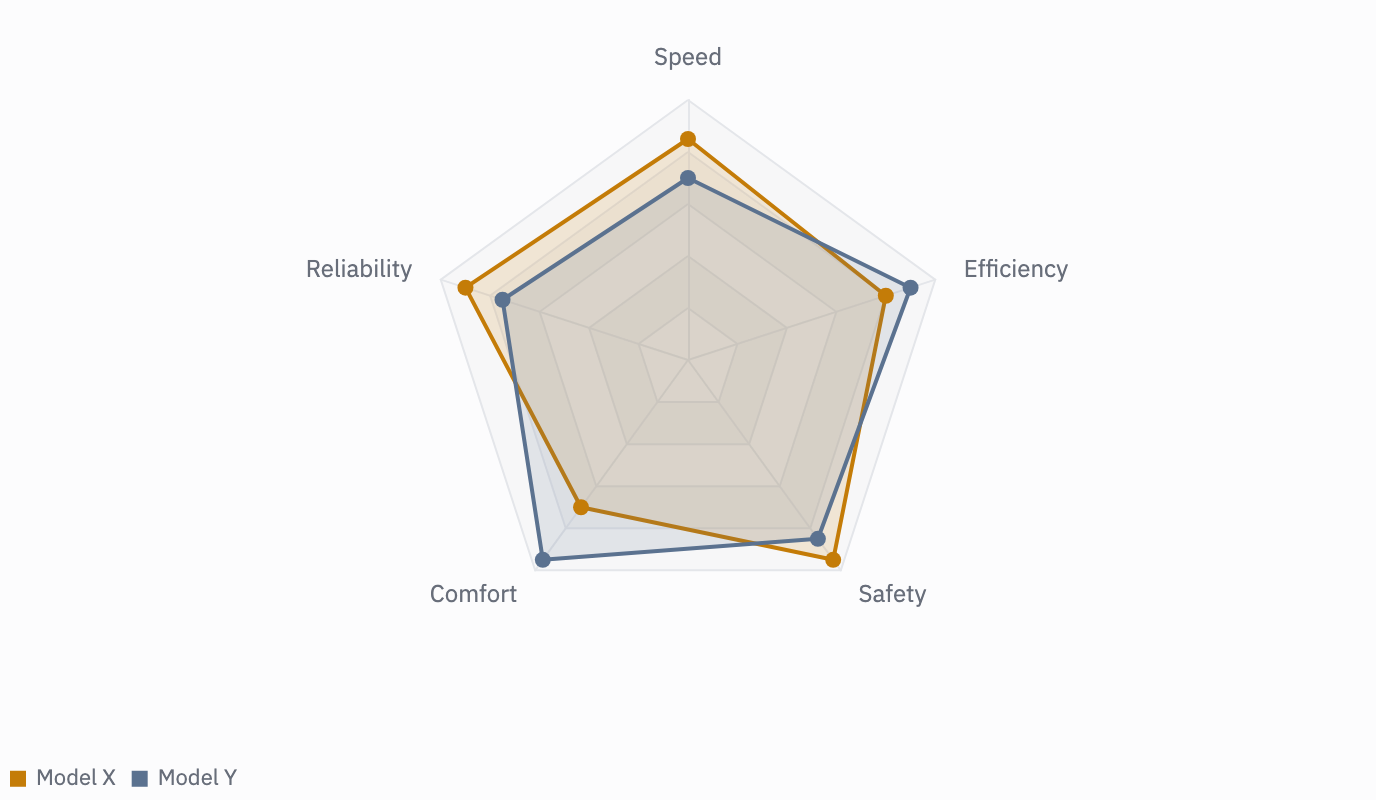 Speed
Reliability
Efficiency
Comfort
Safety
Model X
Model Y